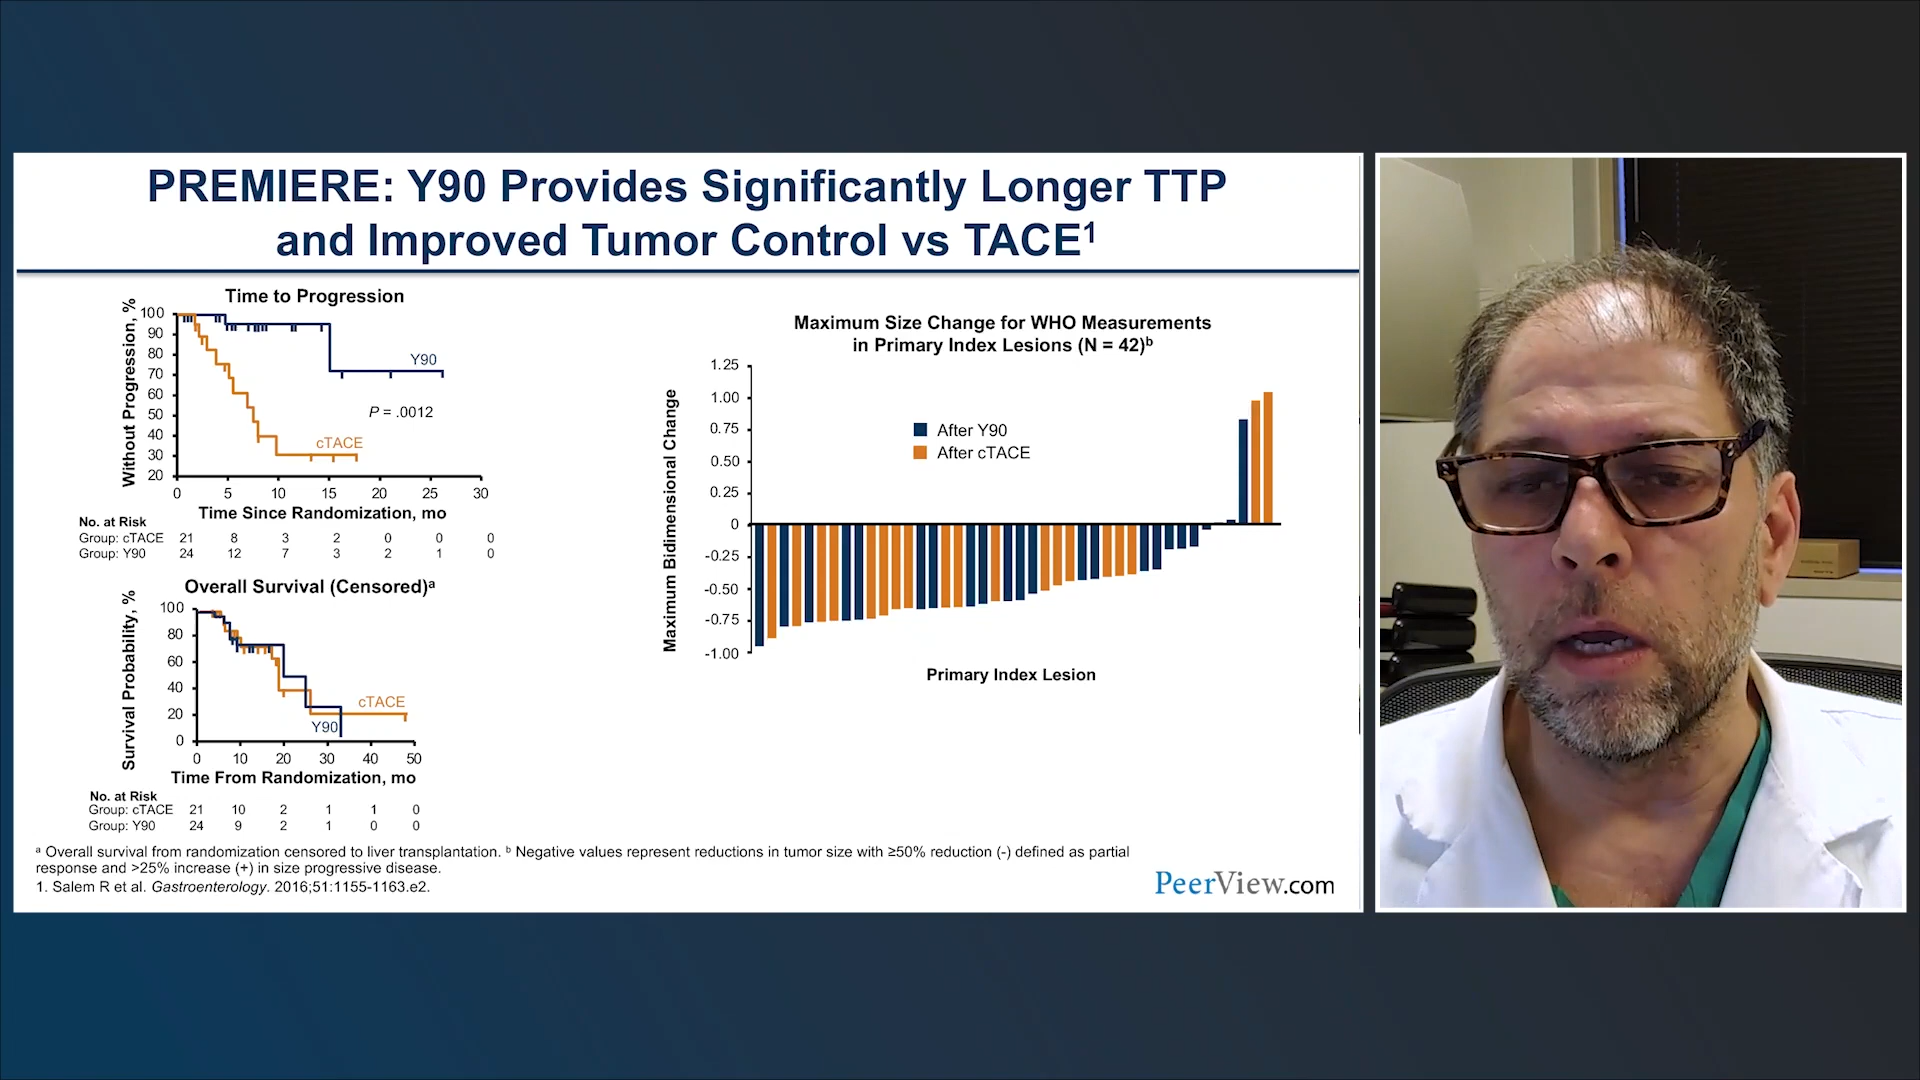 PREMIERE: Y90 Provides Significantly Longer TTP
and Improved Tumor Control vs TACE1
Time to Progression
Without Progression, %
100
90
80
70
60
50
40
30
20
Y90
P = .0012
cTACE
0 5 10 15 20 25 30
Time Since Randomization, mo
No. at Risk
Group: cTACE 21 8 3 2 0 0 0
Group: Y90 24 12 7 3 2 1 0
Overall Survival (Censored)a
Survival Probability, %
100
80
60
40
20
0
cTACE
Y90
0 10 20 30 40 50
Time From Randomization, mo
No. at Risk
Group: cTACE 21 10 2 1 1 0
Group: Y90 24 9 2 1 0 0
Maximum Size Change for WHO Measurements
in Primary Index Lesions (N = 42)b
Maximum Bidimensional Change
1.25
1.00
0.75
0.50
0.25
0
-0.25
-0.50
-0.75
-1.00
After Y90
After cTACE
Primary Index Lesion
a Overall survival from randomization censored to liver transplantation. b Negative values represent reductions in tumor size with ≥50% reduction (-) defined as partial
response and >25% increase (+) in size progressive disease.
1. Salem R et al. Gastroenterology. 2016;51:1155-1163.e2.
PeerView.com